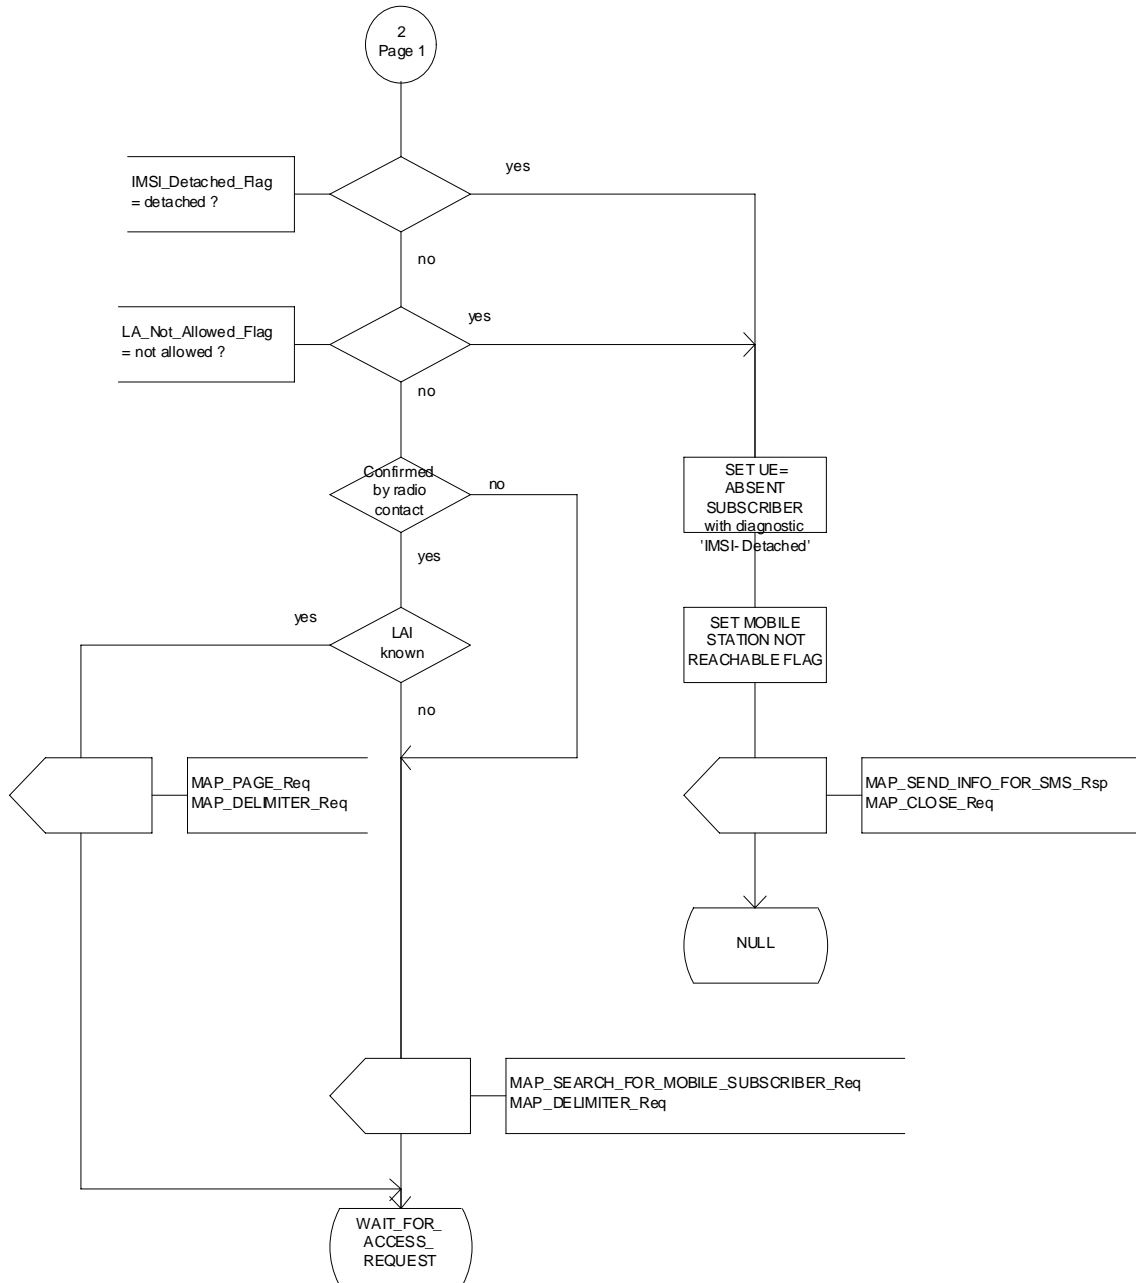 2
Page 1
yes
IMSI_Detached_Flag
= detached ?
no
yes
LA_Not_Allowed_Flag
= not allowed ?
no
Confirmed
by radio
contact
no
SET UE=
ABSENT
SUBSCRIBER
with diagnostic
'IMSI-Detached'
yes
yes
LAI
known
SET MOBILE
STATION NOT
REACHABLE FLAG
no
MAP_PAGE_Req
MAP_DELIMITER_Req
MAP_SEND_INFO_FOR_SMS_Rsp
MAP_CLOSE_Req
NULL
MAP_SEARCH_FOR_MOBILE_SUBSCRIBER_Req
MAP_DELIMITER_Req
WAIT_FOR_
ACCESS_
REQUEST